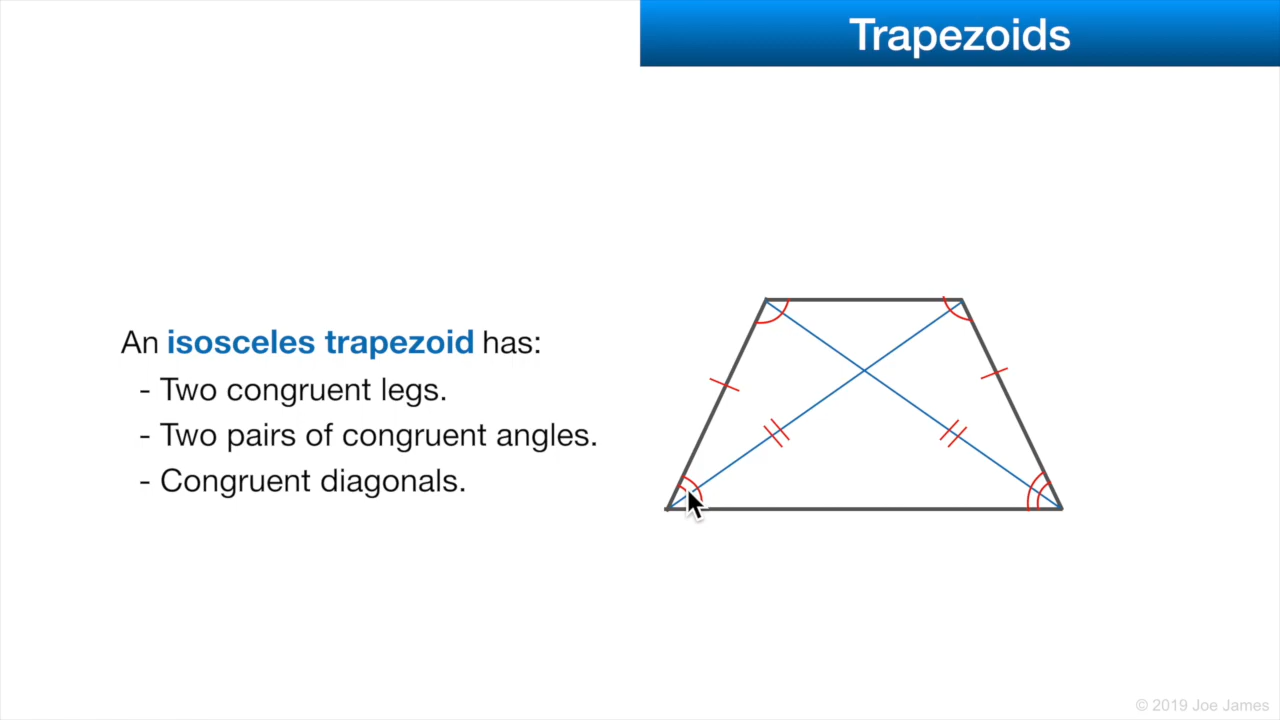 Trapezoids
An isosceles trapezoid has:
- Two congruent legs.
- Two pairs of congruent angles.
- Congruent diagonals.
© 2019 Joe James